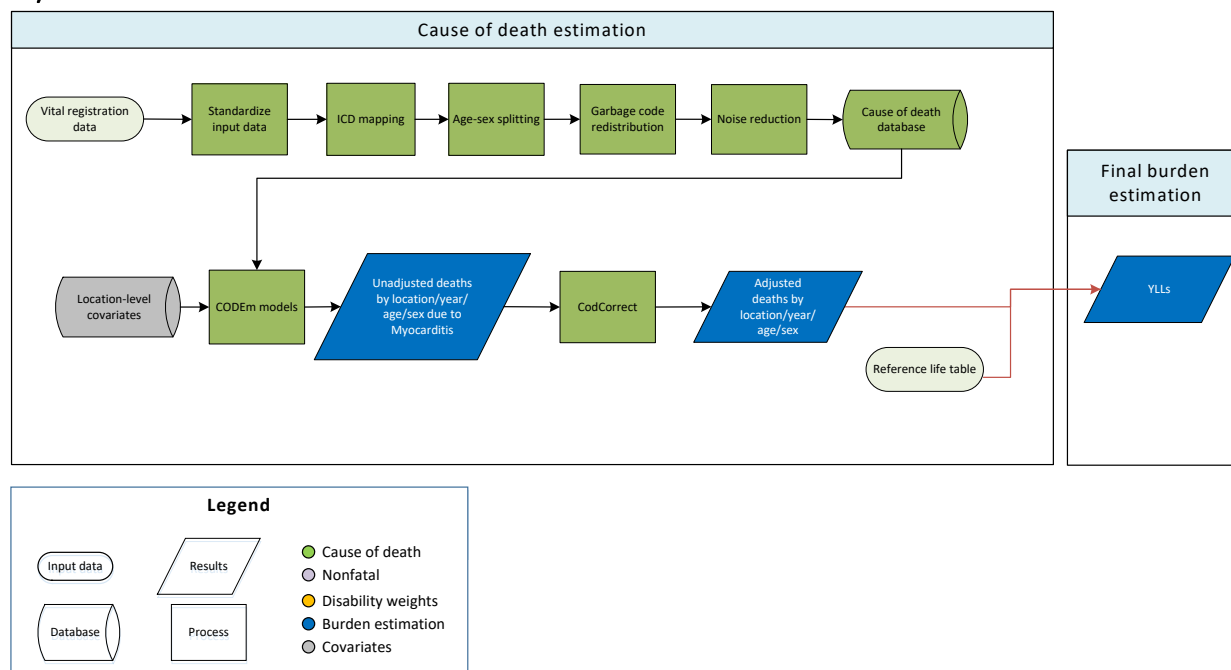 Cause of death estimation
Vital registration
data
Standardize
input data
ICD mapping
Age-sex splitting
Garbage code
redistribution
Noise reduction
Cause of death
database
Final burden
estimation
Location-level
covariates
CODEm models
Unadjusted deaths
by location/year/
age/sex due to
Myocarditis
CodCorrect
Adjusted
deaths by
location/year/
age/sex
YLLs
Reference life table
Legend
Input data
Results
Database
Process
Cause of death
Nonfatal
Disability weights
Burden estimation
Covariates